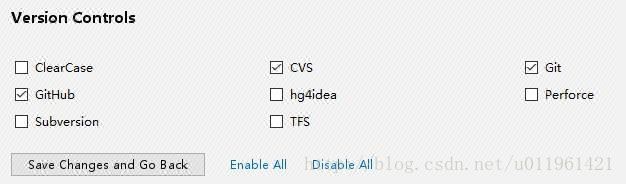 Version Controls
ClearCase CVS Git
GitHub hg4idea Perforce
Subversion TFS
Save Changes and Go Back Enable All Disable All
http://blog.csdn.net/u011961421